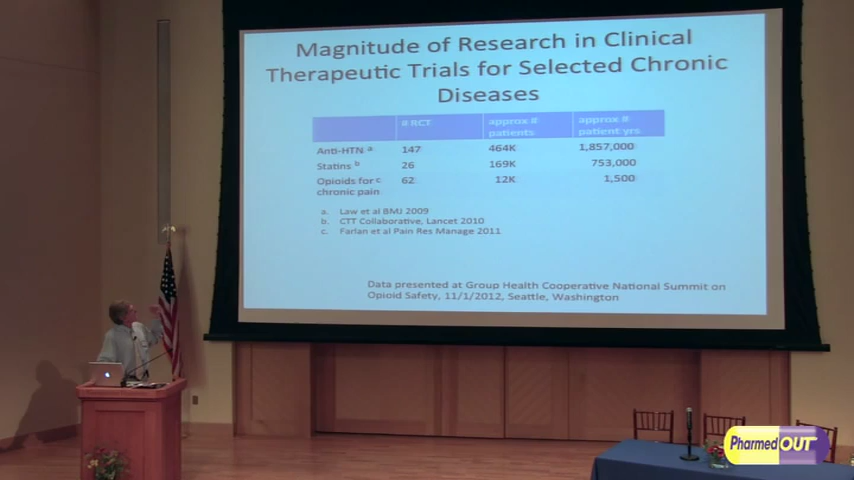 Magnitude of Research in Clinical
Therapeutic Trials for Selected Chronic
Diseases
# RCT approx # patients approx # patient yrs.
Anti-HTN a 147 464K 1,857,000
Statins b 26 169K 753,000
Opioids for c chronic pain 62 12K 1,500
a. Law et al BMJ 2009
b. CTT Collaborative, Lancet 2010
c. Farlan et al Pain Res Manage 2011
Data presented at Group Health Cooperative National Summit on
Opioid Safety, 11/1/2012, Seattle, Washington
PharmedOUT